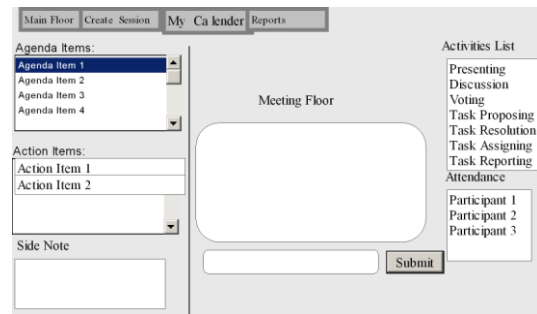 Main Floor Create Session My Ca lender Reports
Agenda Items:
Agenda Item 1
Agenda Item 2
Agenda Item 3
Agenda Item 4
Action Items:
Action Item 1
Action Item 2
Side Note
Meeting Floor
Submit
Activities List
Presenting
Discussion
Voting
Task Proposing
Task Resolution
Task Assigning
Task Reporting
Attendance
Participant 1
Participant 2
Participant 3